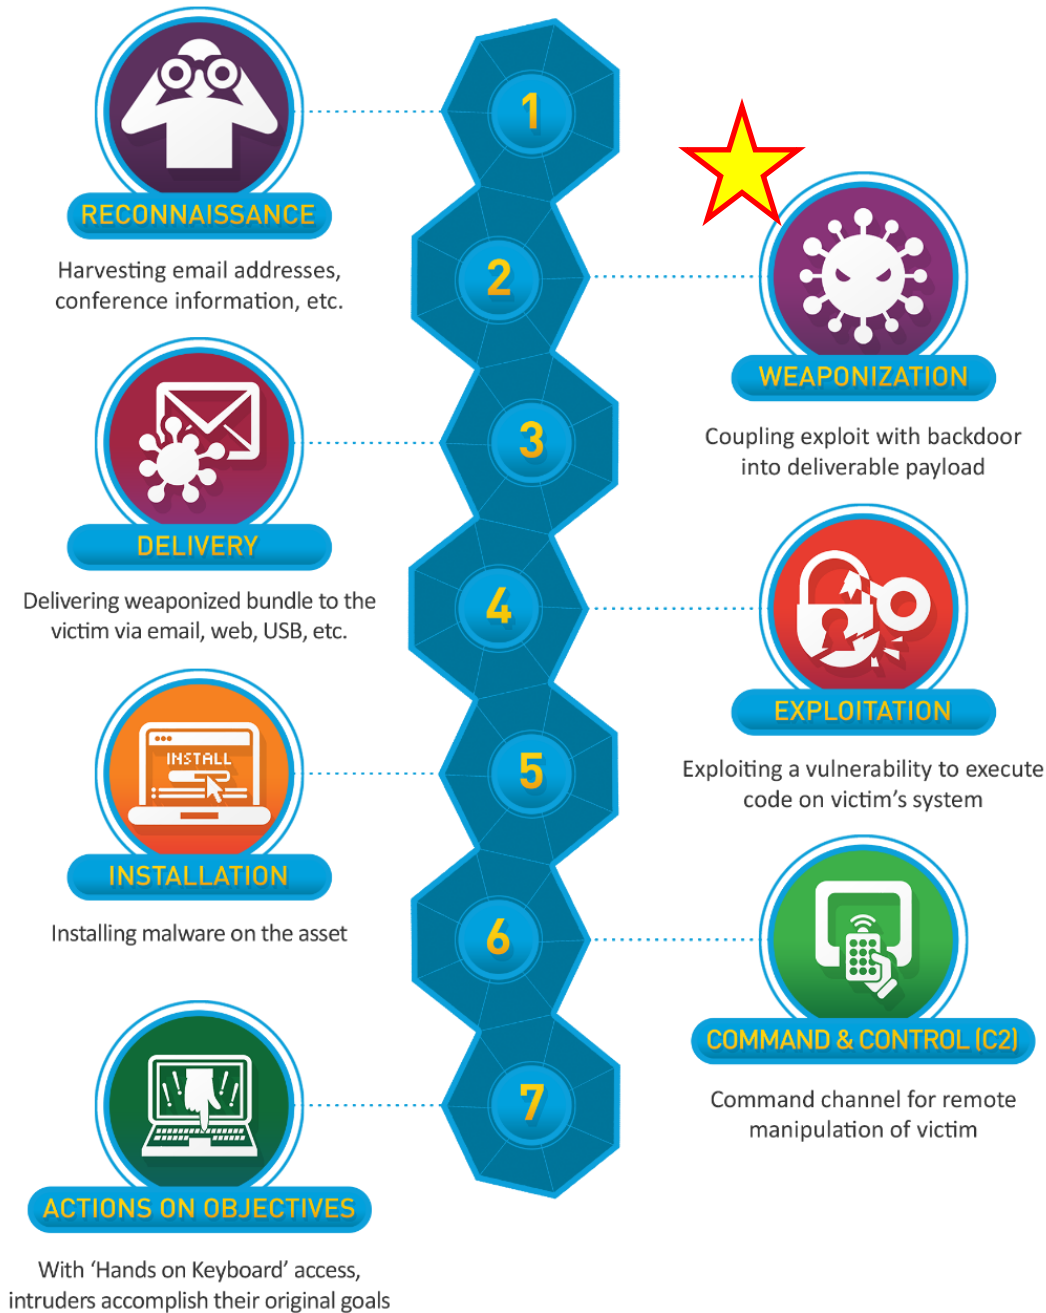 1
RECONNAISSANCE
Harvesting email addresses,
conference information, etc.
2
WEAPONIZATION
Coupling exploit with backdoor
into deliverable payload
3
DELIVERY
Delivering weaponized bundle to the
victim via email, web, USB, etc.
4
EXPLOITATION
Exploiting a vulnerability to execute
code on victim’s system
5
INSTALL
INSTALLATION
Installing malware on the asset
6
COMMAND & CONTROL (C2)
Command channel for remote
manipulation of victim
7
ACTIONS ON OBJECTIVES
With ‘Hands on Keyboard’ access,
intruders accomplish their original goals